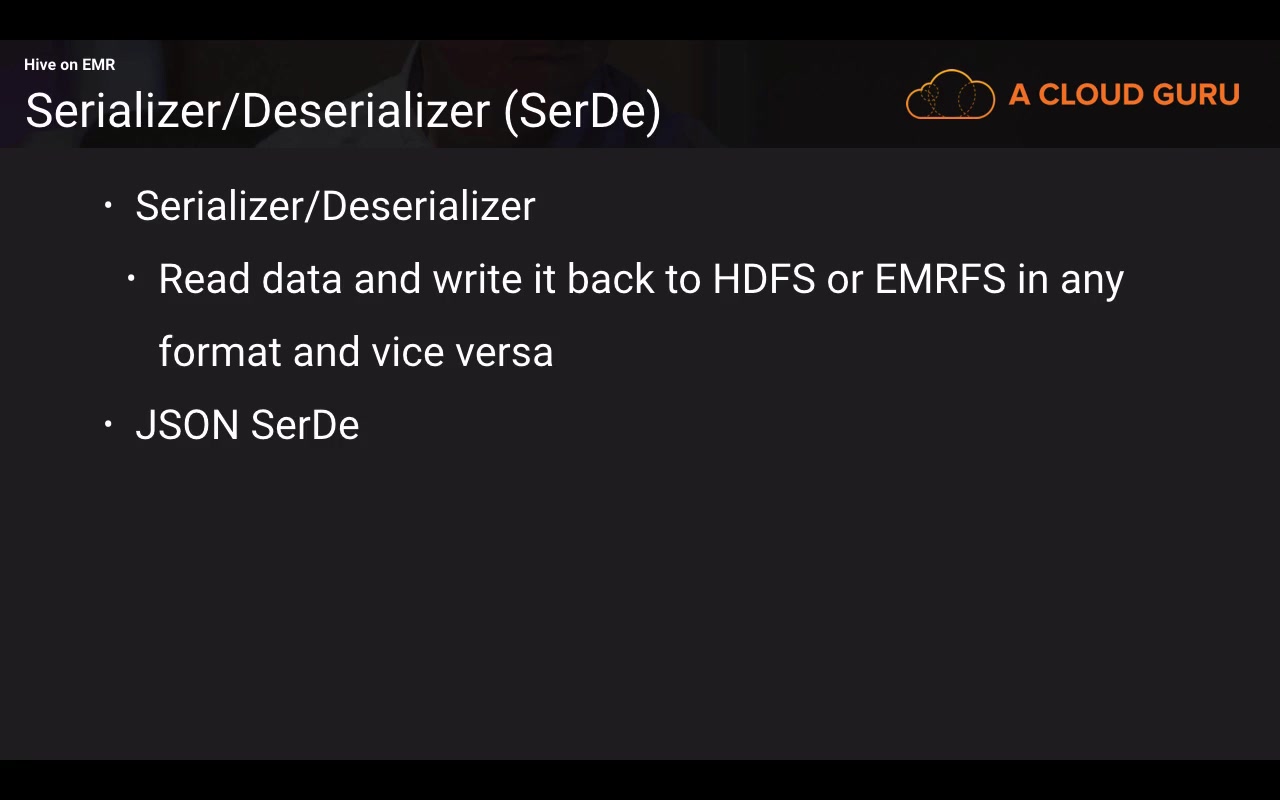 Hive on EMR
Serializer/Deserializer (SerDe)
A CLOUD GURU
• Serializer/Deserializer
• Read data and write it back to HDFS or EMRFS in any
format and vice versa
• JSON SerDe